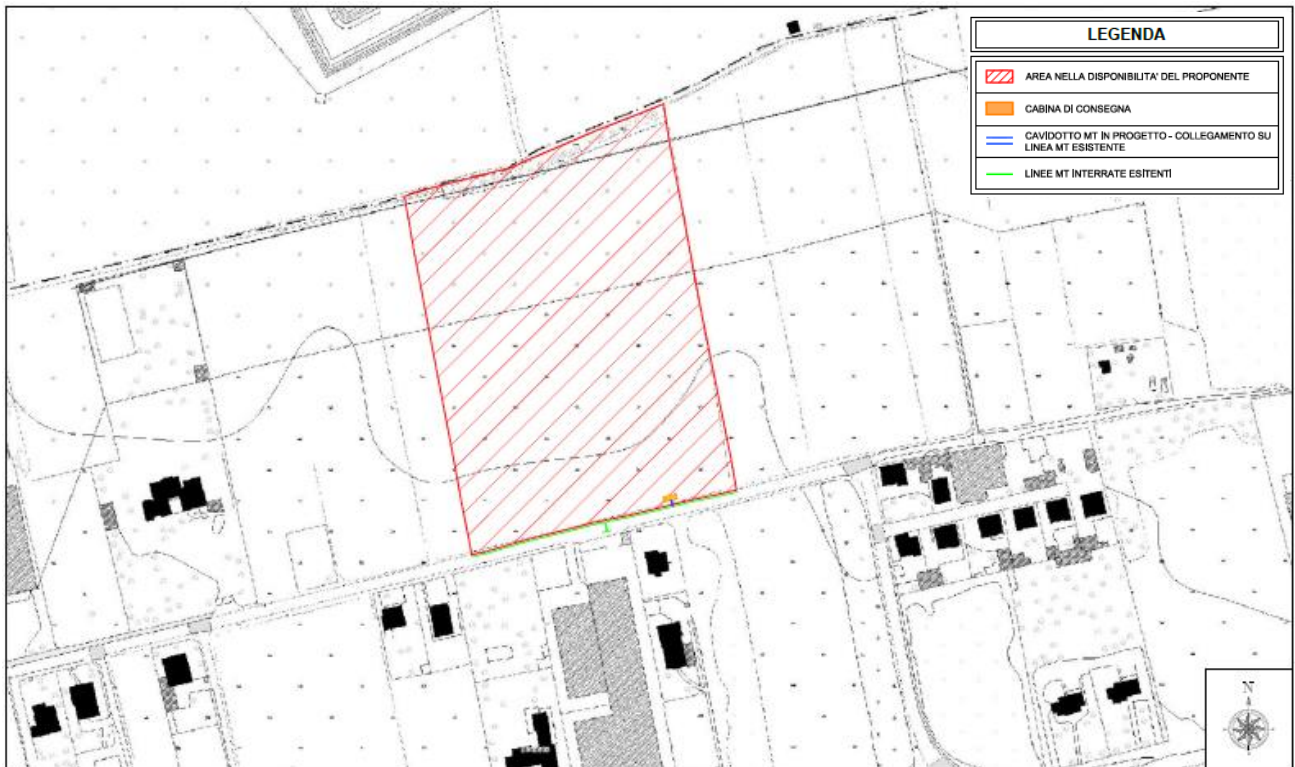 LEGENDA
AREA NELLA DISPONIBILITA' DEL PROPONENTE
CABINA DI CONSEGNA
CAVIDOTTO MT IN PROGETTO - COLLEGAMENTO SU
LINEA MT ESISTENTE
LINEE MT INTERRATE ESITENTI
N